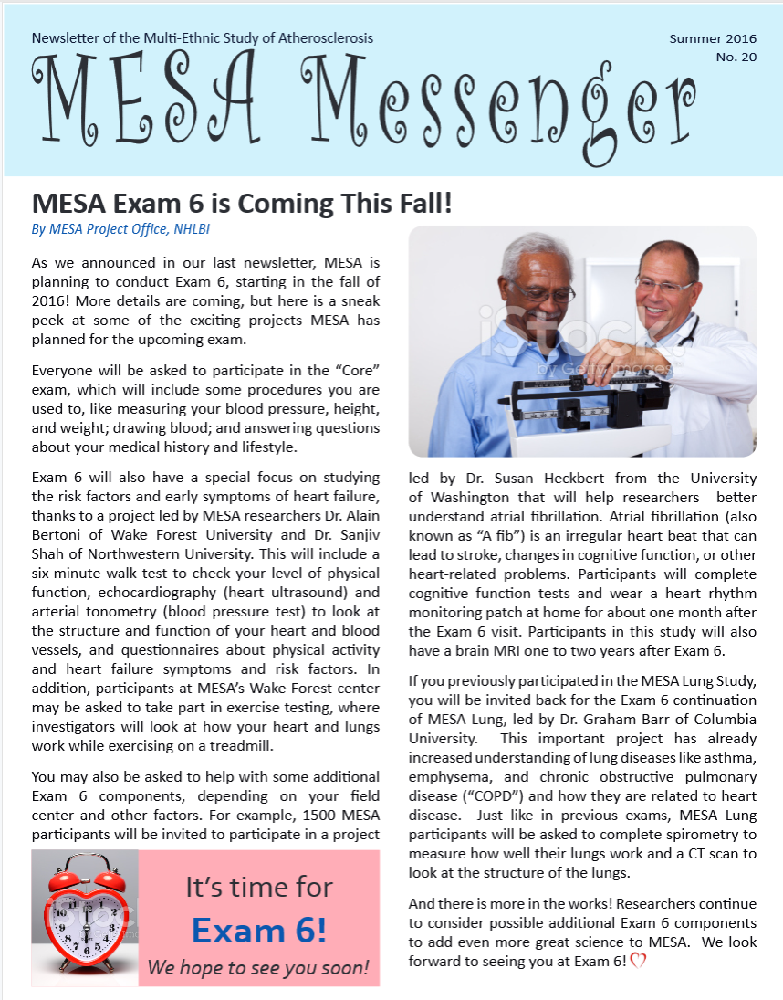 Newsletter of the Multi-Ethnic Study of Atherosclerosis
Summer 2016
No. 20
MESA Messenger
MESA Exam 6 is Coming This Fall!
By MESA Project Office, NHLBI
As we announced in our last newsletter, MESA is
planning to conduct Exam 6, starting in the fall of
2016! More details are coming, but here is a sneak
peek at some of the exciting projects MESA has
planned for the upcoming exam.
Everyone will be asked to participate in the “Core”
exam, which will include some procedures you are
used to, like measuring your blood pressure, height,
and weight; drawing blood; and answering questions
about your medical history and lifestyle.
Exam 6 will also have a special focus on studying
the risk factors and early symptoms of heart failure,
thanks to a project led by MESA researchers Dr. Alain
Bertoni of Wake Forest University and Dr. Sanjiv
Shah of Northwestern University. This will include a
six-minute walk test to check your level of physical
function, echocardiography (heart ultrasound) and
arterial tonometry (blood pressure test) to look at
the structure and function of your heart and blood
vessels, and questionnaires about physical activity
and heart failure symptoms and risk factors. In
addition, participants at MESA’s Wake Forest center
may be asked to take part in exercise testing, where
investigators will look at how your heart and lungs
work while exercising on a treadmill.
You may also be asked to help with some additional
Exam 6 components, depending on your field
center and other factors. For example, 1500 MESA
participants will be invited to participate in a project
iStock
by Getty Images
led by Dr. Susan Heckbert from the University
of Washington that will help researchers better
understand atrial fibrillation. Atrial fibrillation (also
known as “A fib”) is an irregular heart beat that can
lead to stroke, changes in cognitive function, or other
heart-related problems. Participants will complete
cognitive function tests and wear a heart rhythm
monitoring patch at home for about one month after
the Exam 6 visit. Participants in this study will also
have a brain MRI one to two years after Exam 6.
If you previously participated in the MESA Lung Study,
you will be invited back for the Exam 6 continuation
of MESA Lung, led by Dr. Graham Barr of Columbia
University. This important project has already
increased understanding of lung diseases like asthma,
emphysema, and chronic obstructive pulmonary
disease (“COPD”) and how they are related to heart
disease. Just like in previous exams, MESA Lung
participants will be asked to complete spirometry to
measure how well their lungs work and a CT scan to
look at the structure of the lungs.
And there is more in the works! Researchers continue
to consider possible additional Exam 6 components
to add even more great science to MESA. We look
forward to seeing you at Exam 6!
It’s time for
Exam 6!
We hope to see you soon!